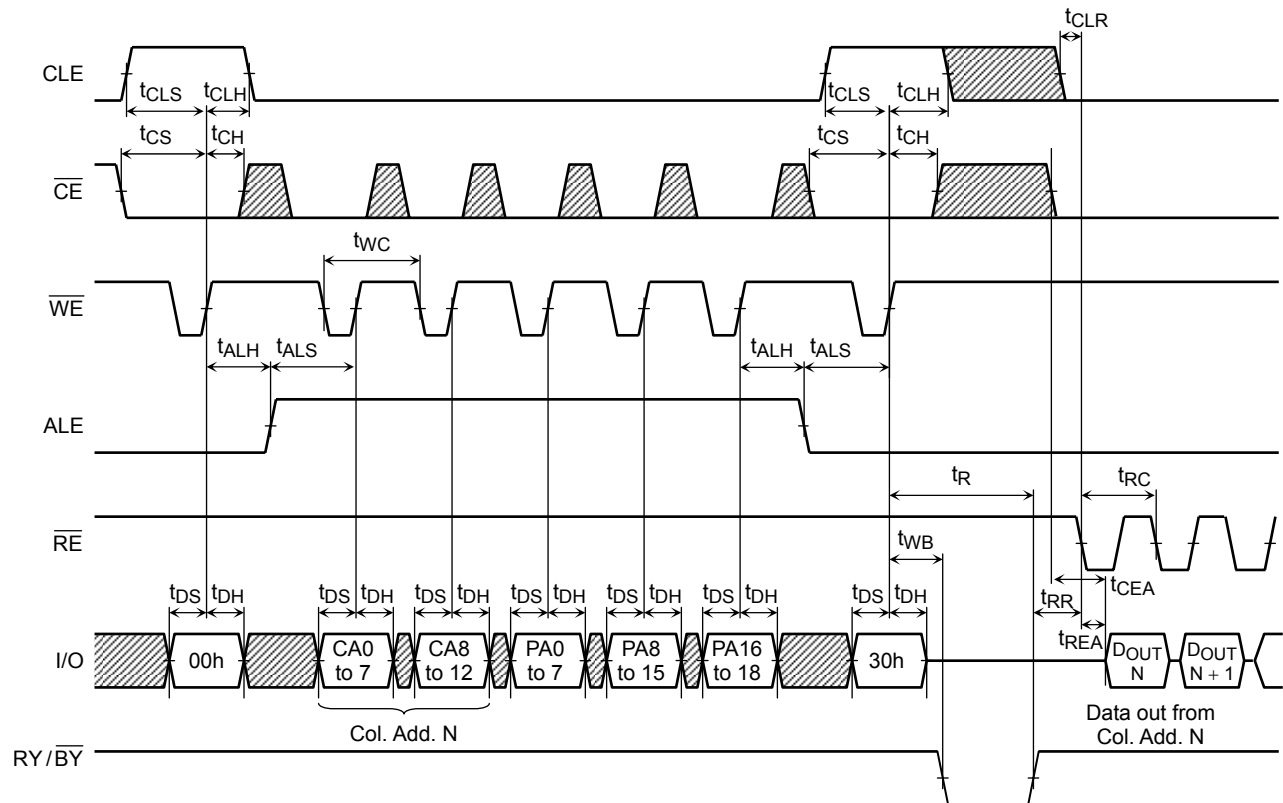 tCLR
CLE
tCLS tCLH tCLS tCLH
tCS tCH tCS tCH
CE
tWC
WE
tALH tALS tALH tALS
ALE
tR tRC
RE
tWB
tDS tDH tDS tDH tDS tDH tDS tDH tDS tDH tDS tDH tDS tDH tRR tCEA
tREA
I/O 00h CA0 to 7 CA8 to 12 PA0 to 7 PA8 to 15 PA16 to 18 30h DOUT N DOUT N + 1
Col. Add. N
Data out from
Col. Add. N
RY / BY